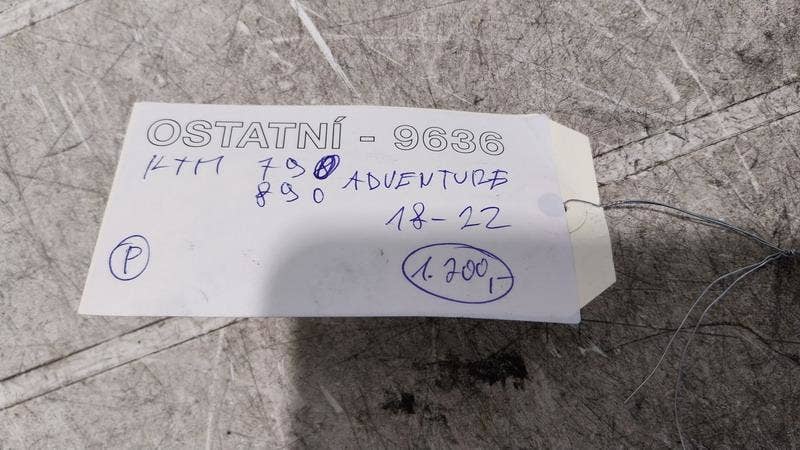 OSTATNÍ - 9636
KTM 790
890 ADVENTURE
18-22
P
1.200,-